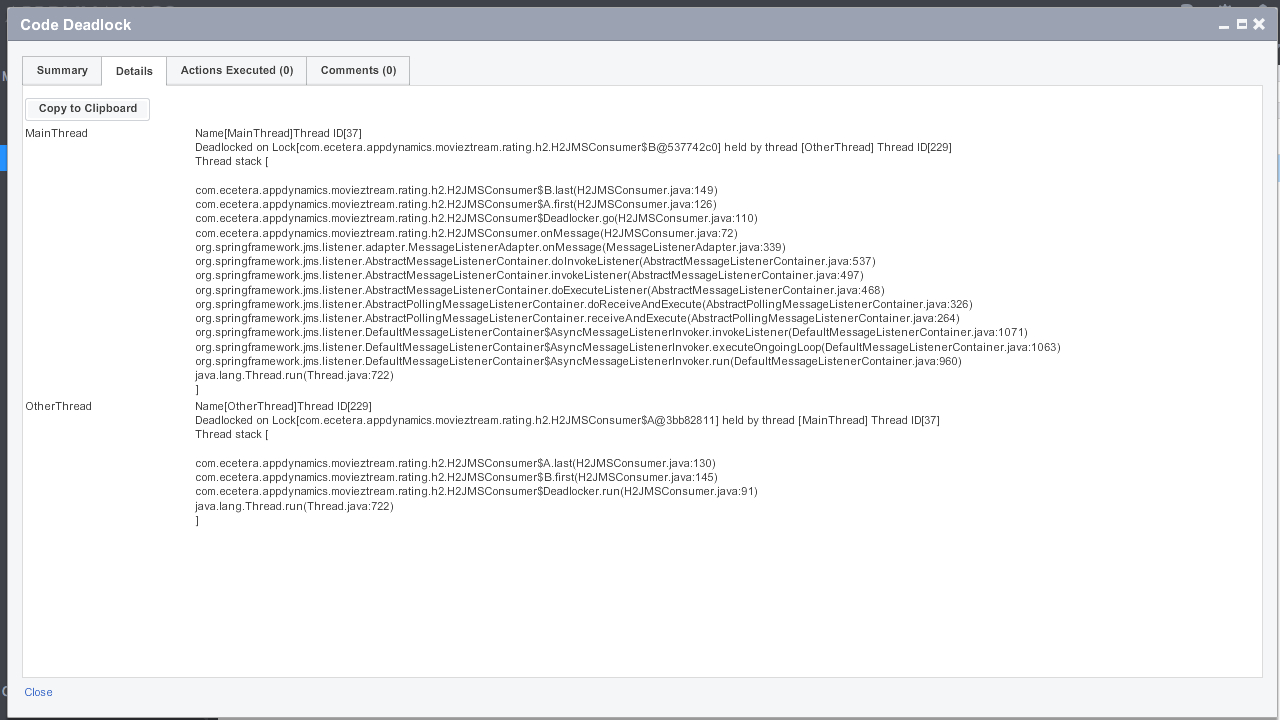 Code Deadlock
Summary
Details
Actions Executed (0)
Comments (0)
Copy to Clipboard
MainThread
Name[MainThread]Thread ID[37]
Deadlocked on Lock[com.ecetera.appdynamics.movieztream.rating.h2.H2JMSConsumer$B@537742c0] held by thread [OtherThread] Thread ID[229]
Thread stack [
com.ecetera.appdynamics.movieztream.rating.h2.H2JMSConsumer$B.last(H2JMSConsumer.java:149)
com.ecetera.appdynamics.movieztream.rating.h2.H2JMSConsumer$A.first(H2JMSConsumer.java:126)
com.ecetera.appdynamics.movieztream.rating.h2.H2JMSConsumer$Deadlocker.go(H2JMSConsumer.java:110)
com.ecetera.appdynamics.movieztream.rating.h2.H2JMSConsumer.onMessage(H2JMSConsumer.java:72)
org.springframework.jms.listener.adapter.MessageListenerAdapter.onMessage(MessageListenerAdapter.java:339)
org.springframework.jms.listener.AbstractMessageListenerContainer.doInvokeListener(AbstractMessageListenerContainer.java:537)
org.springframework.jms.listener.AbstractMessageListenerContainer.invokeListener(AbstractMessageListenerContainer.java:497)
org.springframework.jms.listener.AbstractMessageListenerContainer.doExecuteListener(AbstractMessageListenerContainer.java:468)
org.springframework.jms.listener.AbstractPollingMessageListenerContainer.doReceiveAndExecute(AbstractPollingMessageListenerContainer.java:326)
org.springframework.jms.listener.AbstractPollingMessageListenerContainer.receiveAndExecute(AbstractPollingMessageListenerContainer.java:264)
org.springframework.jms.listener.DefaultMessageListenerContainer$AsyncMessageListenerInvoker.invokeListener(DefaultMessageListenerContainer.java:1071)
org.springframework.jms.listener.DefaultMessageListenerContainer$AsyncMessageListenerInvoker.executeOngoingLoop(DefaultMessageListenerContainer.java:1063)
org.springframework.jms.listener.DefaultMessageListenerContainer$AsyncMessageListenerInvoker.run(DefaultMessageListenerContainer.java:960)
java.lang.Thread.run(Thread.java:722)
]
OtherThread
Name[OtherThread]Thread ID[229]
Deadlocked on Lock[com.ecetera.appdynamics.movieztream.rating.h2.H2JMSConsumer$A@3bb82811] held by thread [MainThread] Thread ID[37]
Thread stack [
com.ecetera.appdynamics.movieztream.rating.h2.H2JMSConsumer$A.last(H2JMSConsumer.java:130)
com.ecetera.appdynamics.movieztream.rating.h2.H2JMSConsumer$B.first(H2JMSConsumer.java:145)
com.ecetera.appdynamics.movieztream.rating.h2.H2JMSConsumer$Deadlocker.run(H2JMSConsumer.java:91)
java.lang.Thread.run(Thread.java:722)
]
Close